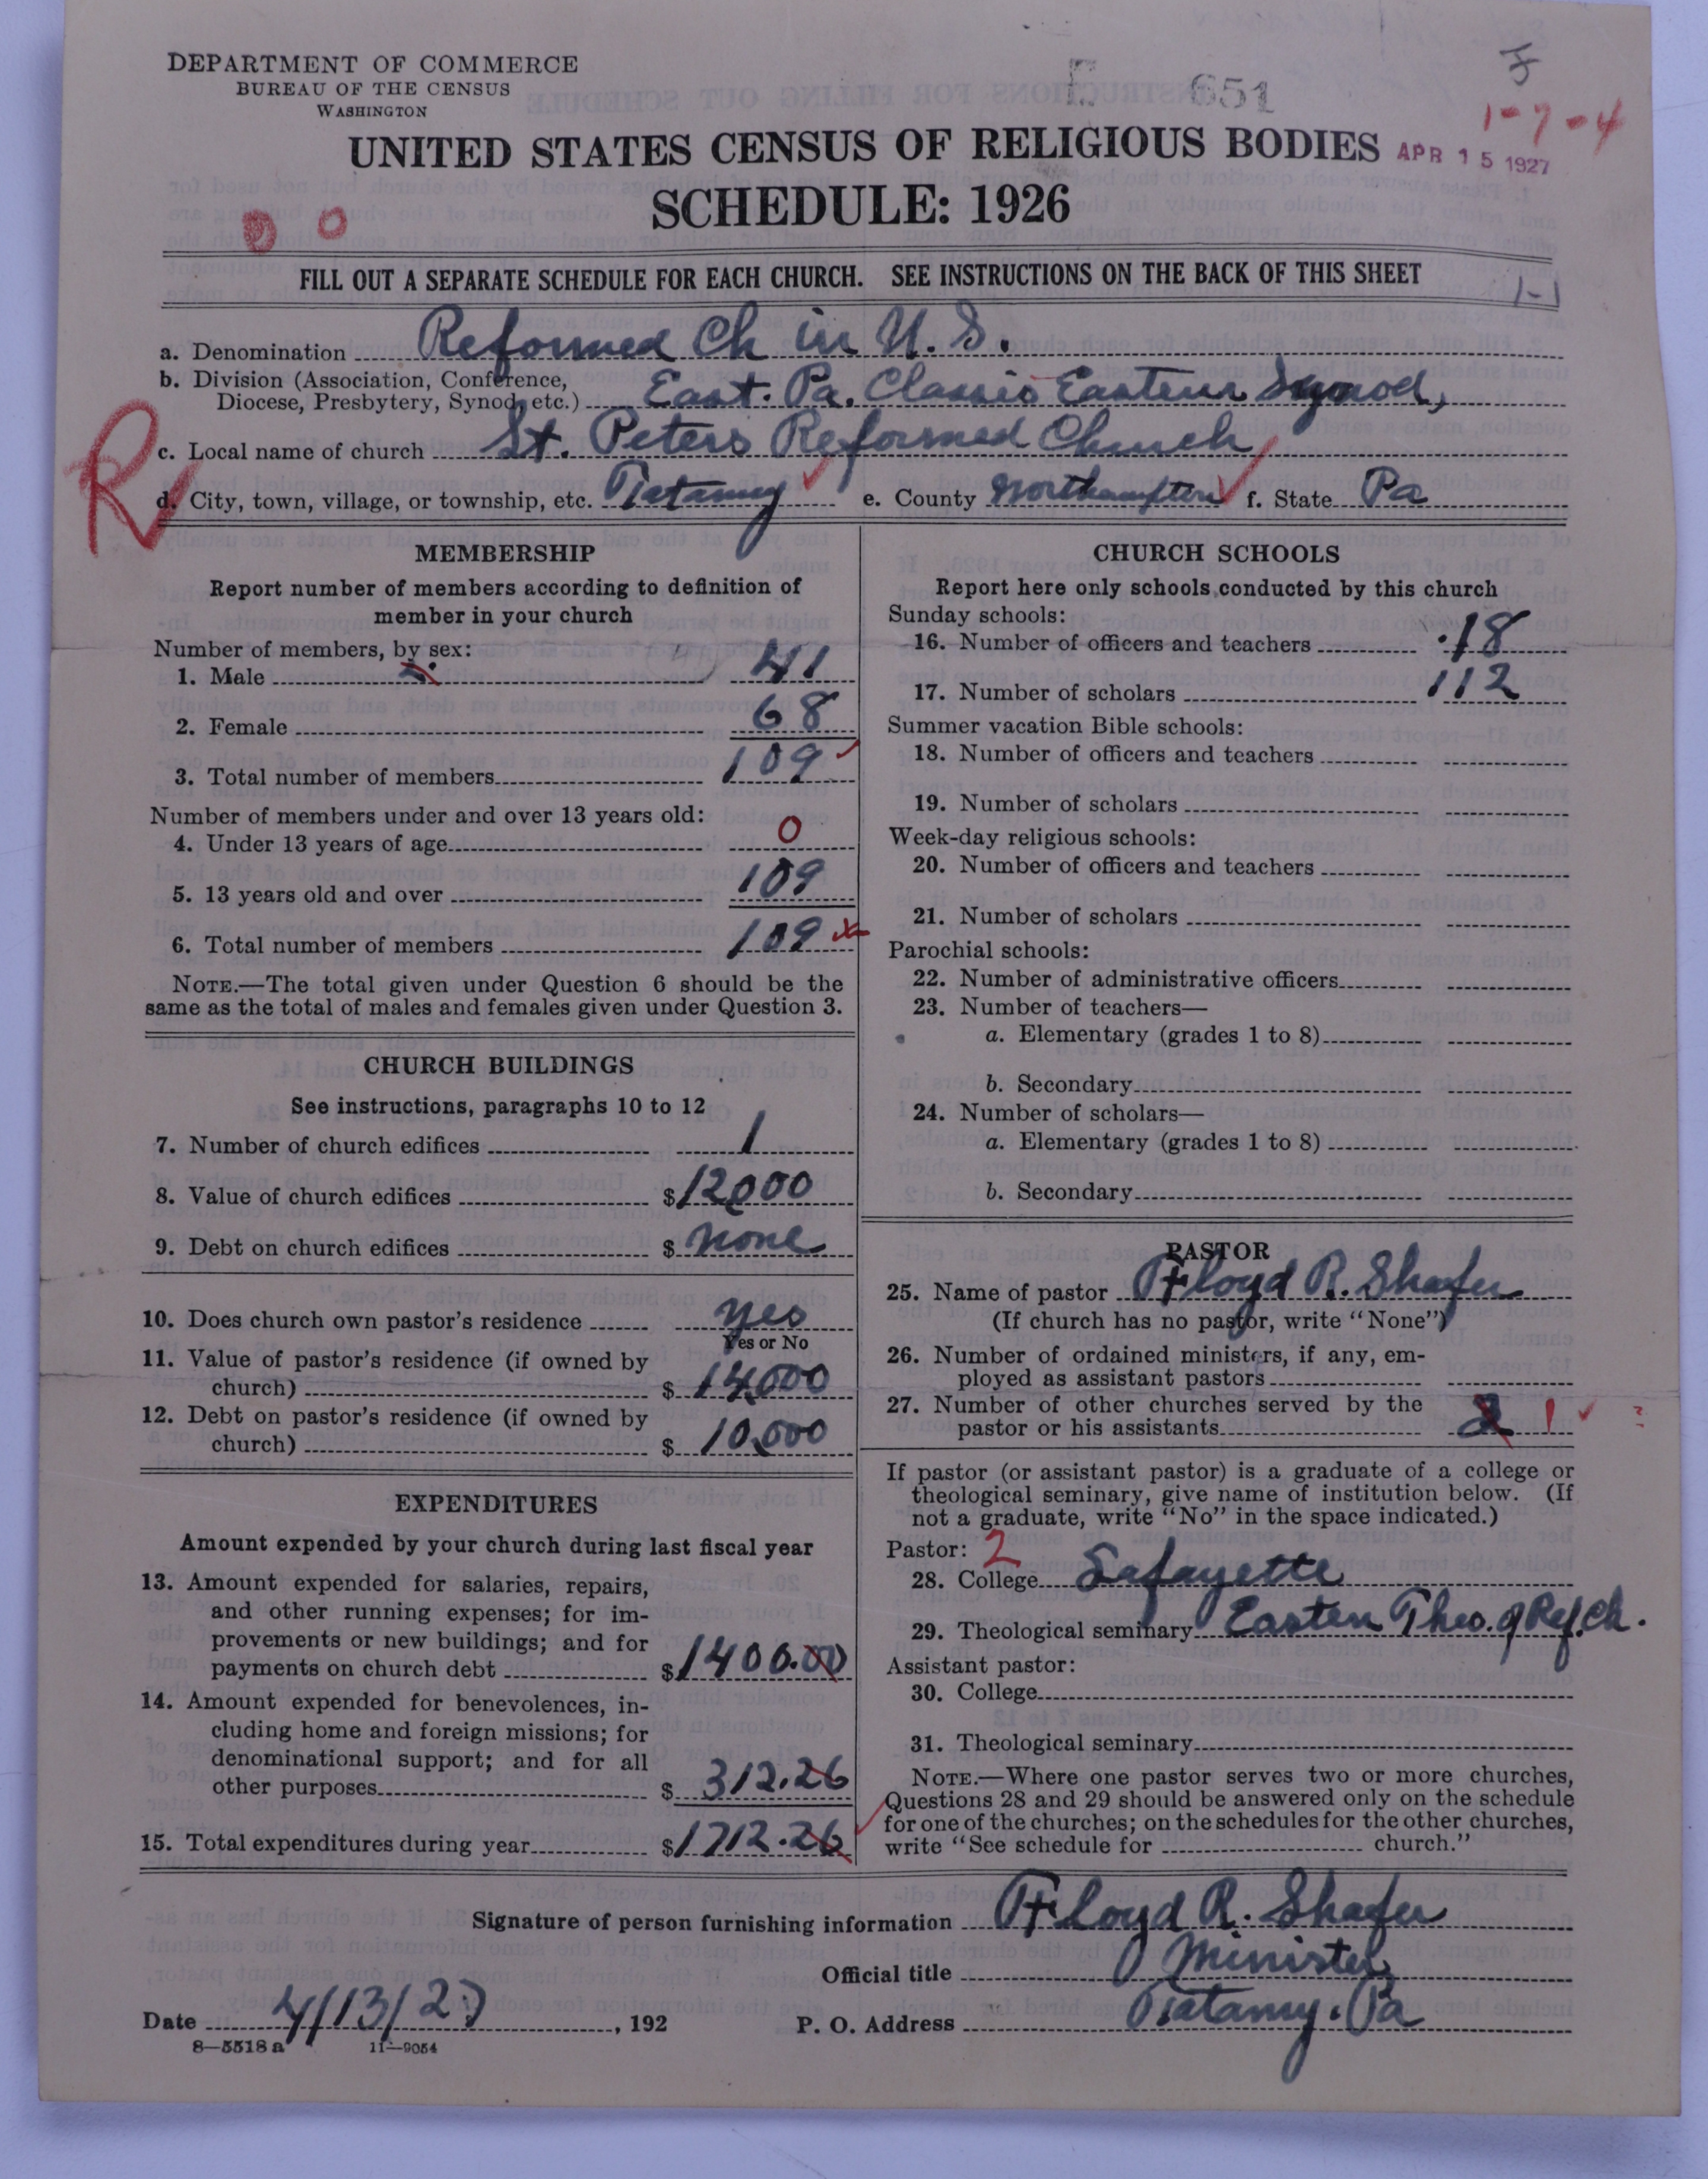 DEPARTMENT OF COMMERCE
BUREAU OF THE CENSUS
WASHINGTON
651
1-7-4
UNITED STATES CENSUS OF RELIGIOUS BODIES
APR 15 1927
SCHEDULE: 1926
FILL OUT A SEPARATE SCHEDULE FOR EACH CHURCH. SEE INSTRUCTIONS ON THE BACK OF THIS SHEET
a. Denomination Reformed Ch in U.S.
b. Division (Association, Conference,
Diocese, Presbytery, Synod, etc.) East. Pa. Classis Eastern Synod,
c. Local name of church St. Peters Reformed Church
R
d. City, town, village, or township, etc. Tatamy e. County Northampton f. State Pa
MEMBERSHIP
Report number of members according to definition of
member in your church
Number of members, by sex:
1. Male 41
2. Female 68
3. Total number of members 109
Number of members under and over 13 years old:
4. Under 13 years of age 0
5. 13 years old and over 109
6. Total number of members 109
NOTE.—The total given under Question 6 should be the
same as the total of males and females given under Question 3.
CHURCH BUILDINGS
See instructions, paragraphs 10 to 12
7. Number of church edifices 1
8. Value of church edifices $12000
9. Debt on church edifices $ none
10. Does church own pastor's residence yes
Yes or No
11. Value of pastor's residence (if owned by
church) $ 14,000
12. Debt on pastor's residence (if owned by
church) $ 10,000
EXPENDITURES
Amount expended by your church during last fiscal year
13. Amount expended for salaries, repairs,
and other running expenses; for im-
provements or new buildings; and for
payments on church debt $1400.00
14. Amount expended for benevolences, in-
cluding home and foreign missions; for
denominational support; and for all
other purposes $ 312.26
15. Total expenditures during year $1712.26
CHURCH SCHOOLS
Report here only schools conducted by this church
Sunday schools:
16. Number of officers and teachers 18
17. Number of scholars 112
Summer vacation Bible schools:
18. Number of officers and teachers
19. Number of scholars
Week-day religious schools:
20. Number of officers and teachers
21. Number of scholars
Parochial schools:
22. Number of administrative officers
23. Number of teachers—
a. Elementary (grades 1 to 8)
b. Secondary
24. Number of scholars—
a. Elementary (grades 1 to 8)
b. Secondary
PASTOR
25. Name of pastor Floyd R. Shafer
(If church has no pastor, write "None")
26. Number of ordained ministers, if any, em-
ployed as assistant pastors
27. Number of other churches served by the
pastor or his assistants 2 1 ?
If pastor (or assistant pastor) is a graduate of a college or
theological seminary, give name of institution below. (If
not a graduate, write "No" in the space indicated.)
Pastor: 2
28. College Lafayette
29. Theological seminary Easten Theo. of Ref. Ch.
Assistant pastor:
30. College
31. Theological seminary
NOTE.—Where one pastor serves two or more churches,
Questions 28 and 29 should be answered only on the schedule
for one of the churches; on the schedules for the other churches,
write "See schedule for church."
Signature of person furnishing information Floyd R. Shafer
Official title Minister
Date 4/13/27, 192
P. O. Address Tatamy. Pa
8—5518 a 11—9054